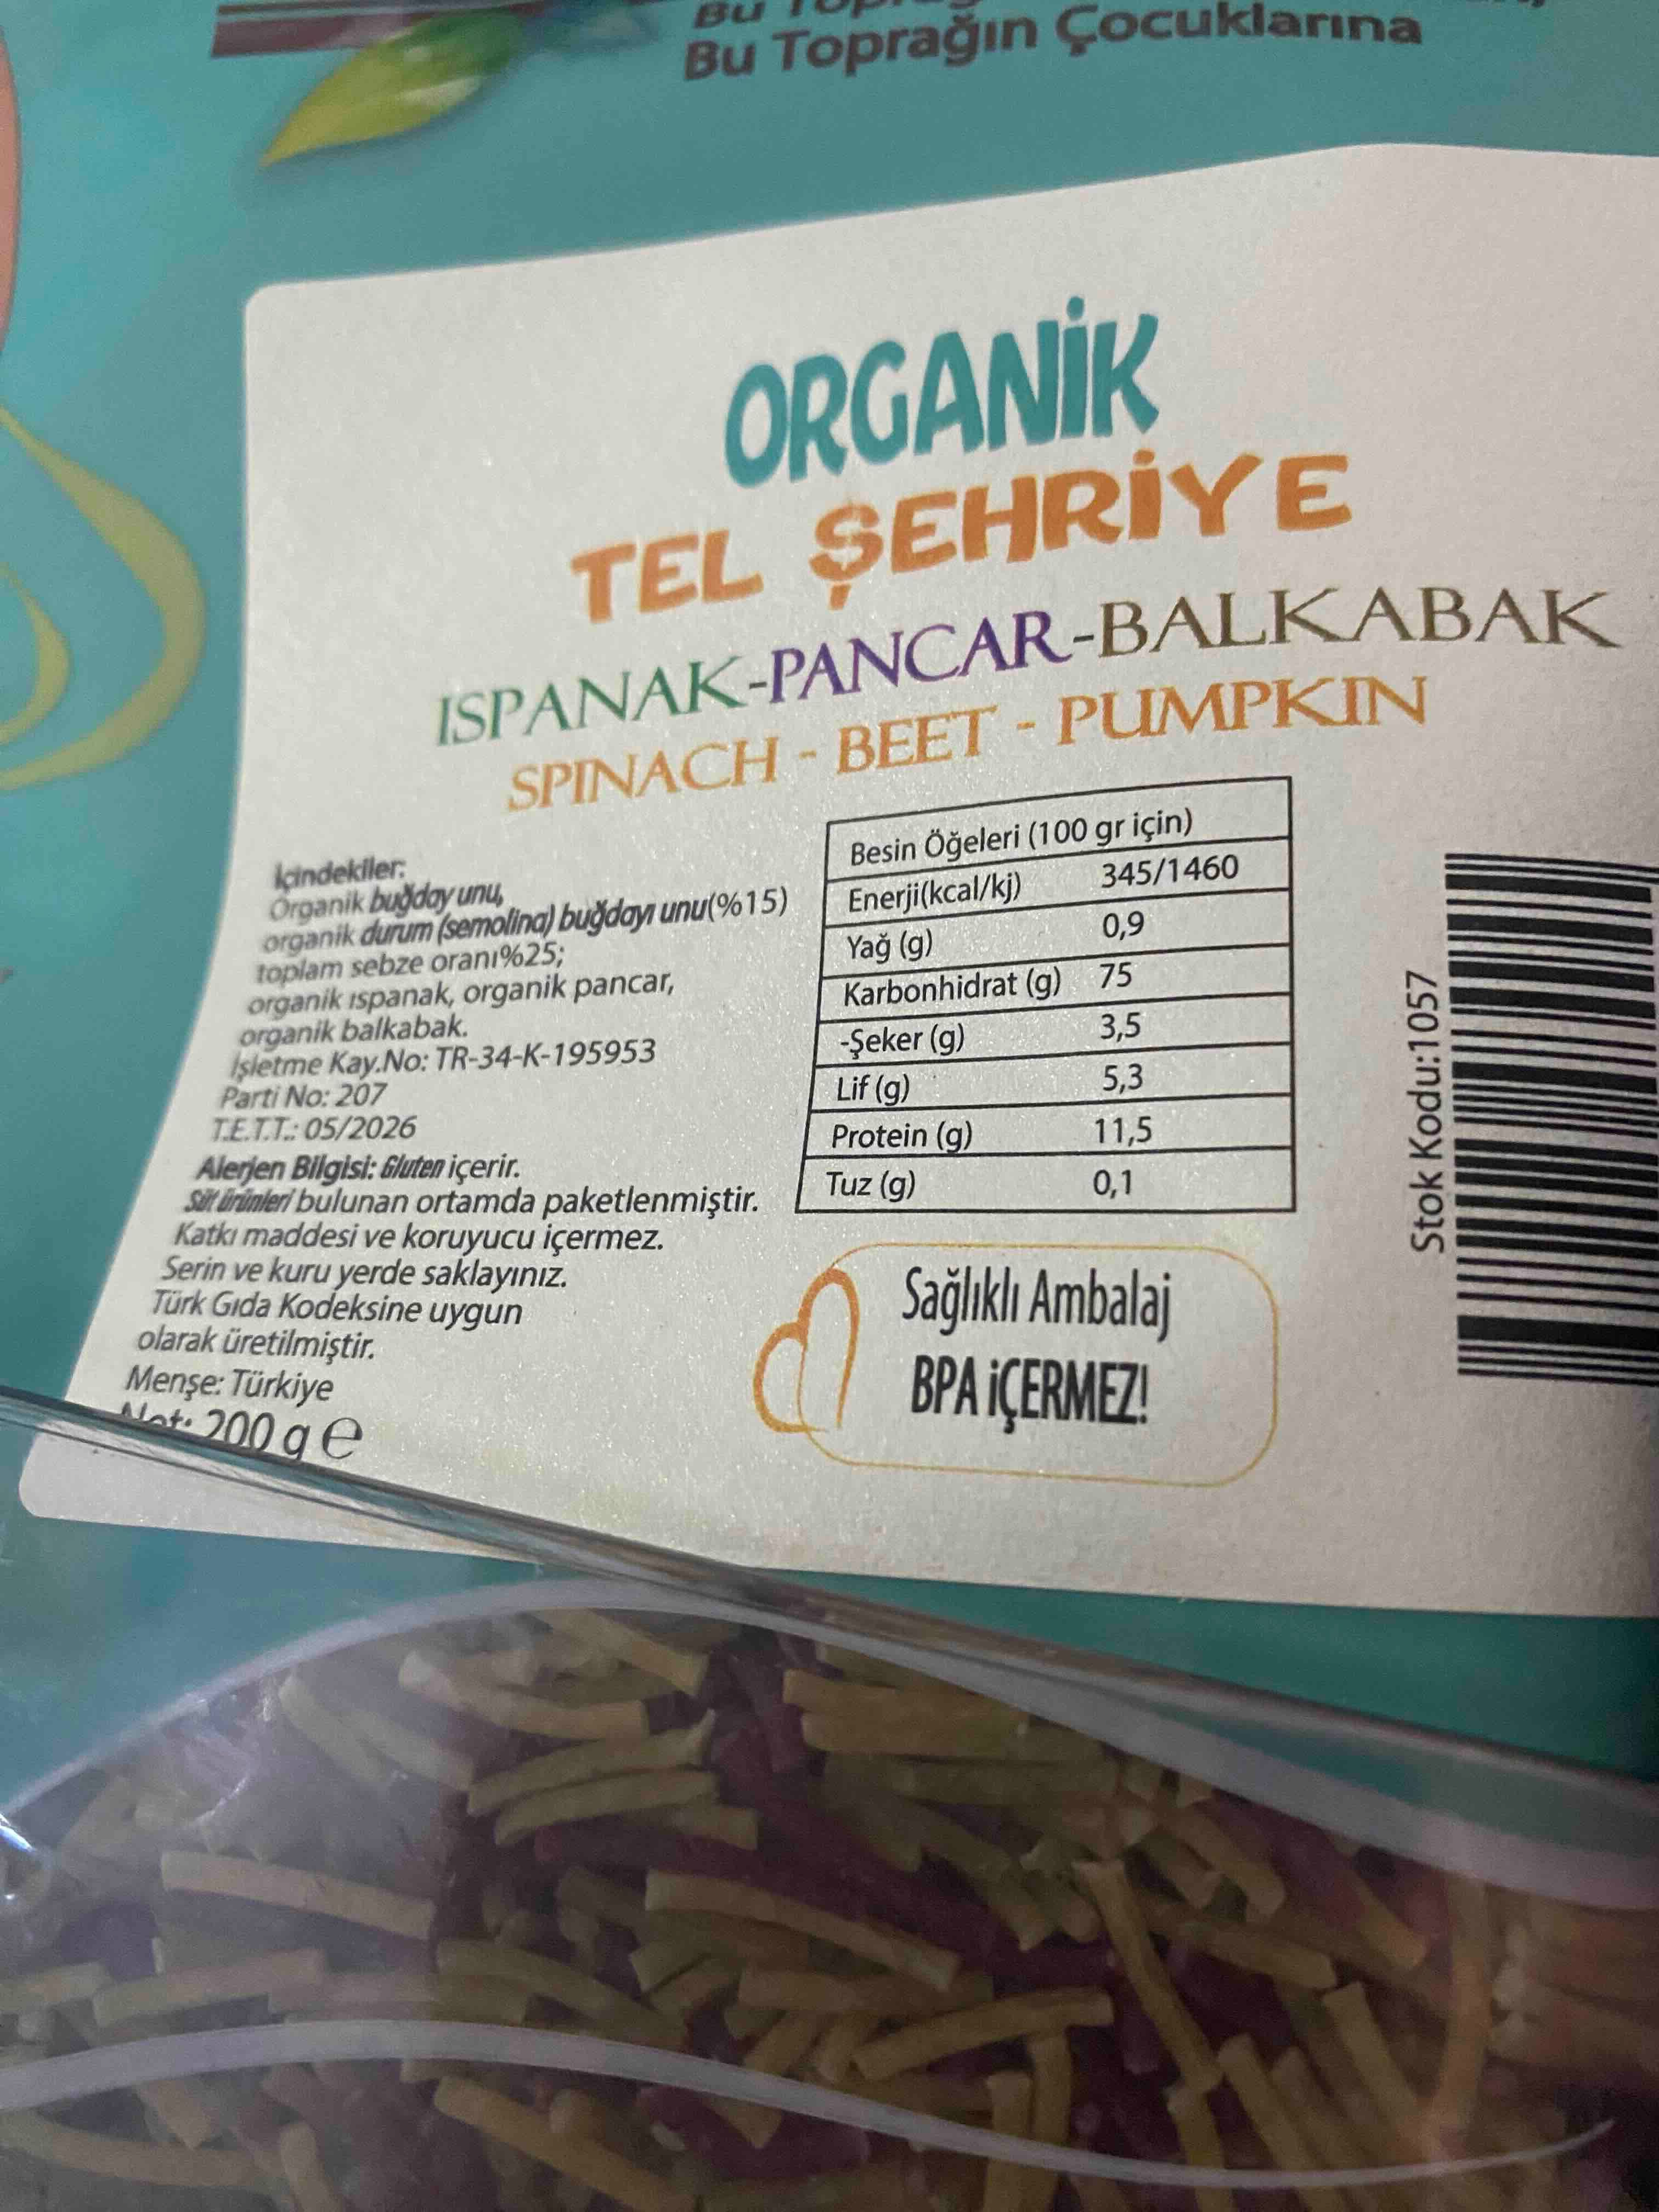 Bu
Bu Toprağın Çocuklarına
ORGANİK
TEL ŞEHRİYE
ISPANAK-PANCAR-BALKABAK
SPINACH - BEET - PUMPKIN
İçindekiler:
Organik buğday unu,
organik durum (semolina) buğdayı unu(%15)
toplam sebze oranı%25;
organik ıspanak, organik pancar,
organik balkabak.
İşletme Kay.No: TR-34-K-195953
Parti No: 207
T.E.T.T.: 05/2026
Alerjen Bilgisi: Gluten içerir.
Süt ürünleri bulunan ortamda paketlenmiştir.
Katkı maddesi ve koruyucu içermez.
Serin ve kuru yerde saklayınız.
Türk Gıda Kodeksine uygun
olarak üretilmiştir.
Menşe: Türkiye
Net: 200 g e
Besin Öğeleri (100 gr için)
Enerji(kcal/kj) 345/1460
Yağ (g) 0,9
Karbonhidrat (g) 75
-Şeker (g) 3,5
Lif (g) 5,3
Protein (g) 11,5
Tuz (g) 0,1
Sağlıklı Ambalaj
BPA İÇERMEZ!
Stok Kodu:1057